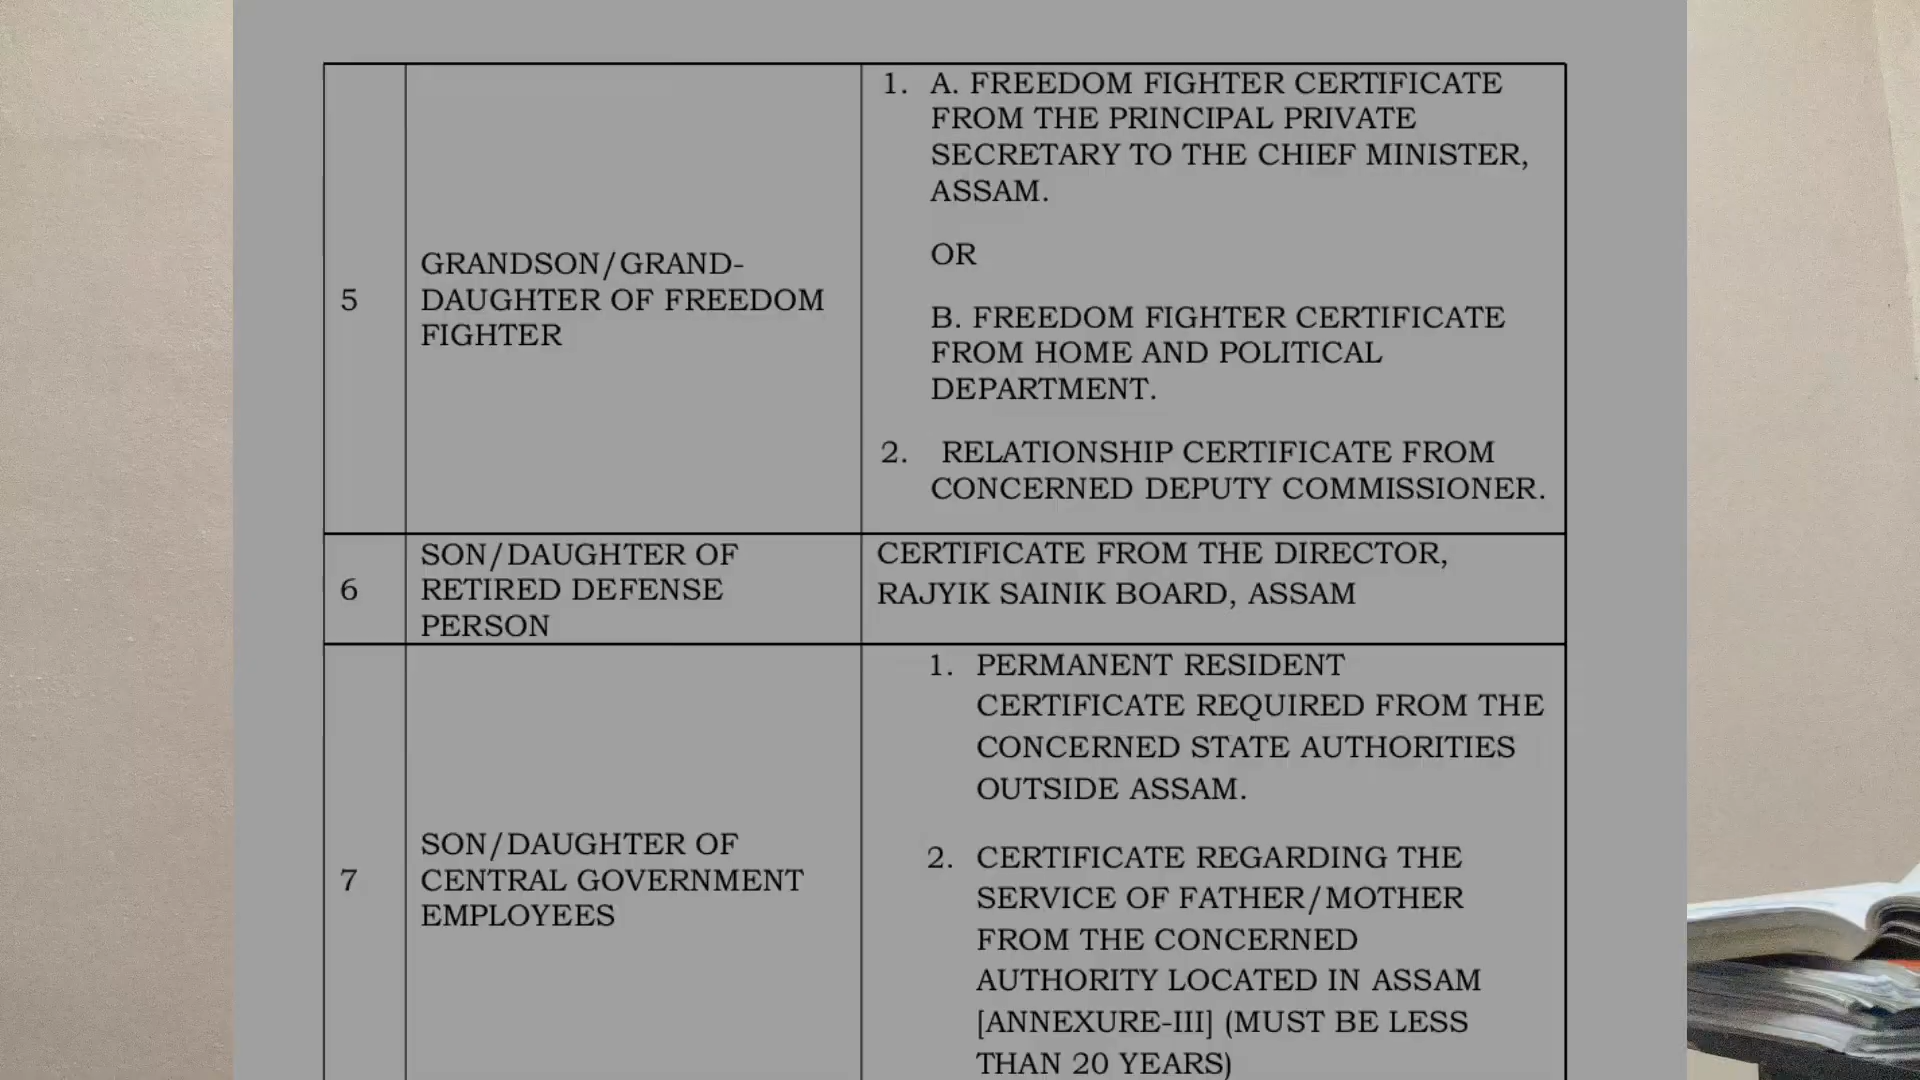 5
GRANDSON/GRAND-
DAUGHTER OF FREEDOM
FIGHTER
1. A. FREEDOM FIGHTER CERTIFICATE
FROM THE PRINCIPAL PRIVATE
SECRETARY TO THE CHIEF MINISTER,
ASSAM.
OR
B. FREEDOM FIGHTER CERTIFICATE
FROM HOME AND POLITICAL
DEPARTMENT.
2. RELATIONSHIP CERTIFICATE FROM
CONCERNED DEPUTY COMMISSIONER.
6
SON/DAUGHTER OF
RETIRED DEFENSE
PERSON
CERTIFICATE FROM THE DIRECTOR,
RAJYIK SAINIK BOARD, ASSAM
7
SON/DAUGHTER OF
CENTRAL GOVERNMENT
EMPLOYEES
1. PERMANENT RESIDENT
CERTIFICATE REQUIRED FROM THE
CONCERNED STATE AUTHORITIES
OUTSIDE ASSAM.
2. CERTIFICATE REGARDING THE
SERVICE OF FATHER/MOTHER
FROM THE CONCERNED
AUTHORITY LOCATED IN ASSAM
[ANNEXURE-III] (MUST BE LESS
THAN 20 YEARS)